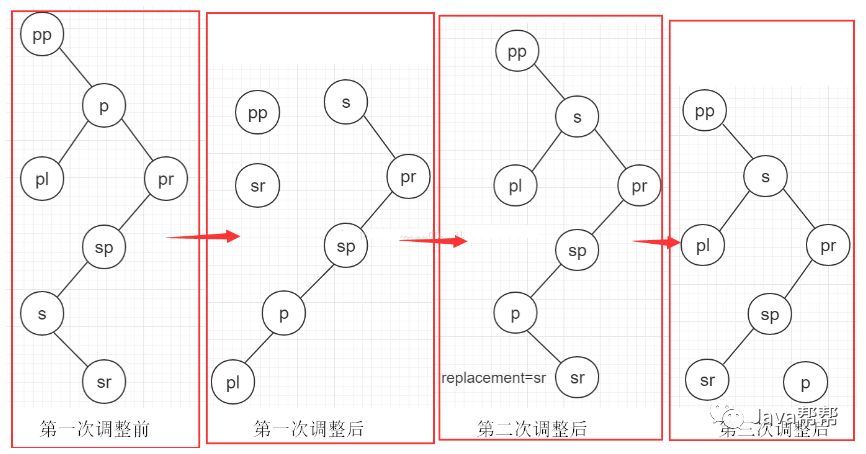 pp
p
pl
pr
sp
s
sr
第一次调整前
pp
s
sr
pr
sp
p
pl
第一次调整后
pp
s
pl
pr
sp
p
replacement=sr
sr
第二次调整后
pp
s
pl
pr
sp
sr
p
第三次调整后
Java帮帮